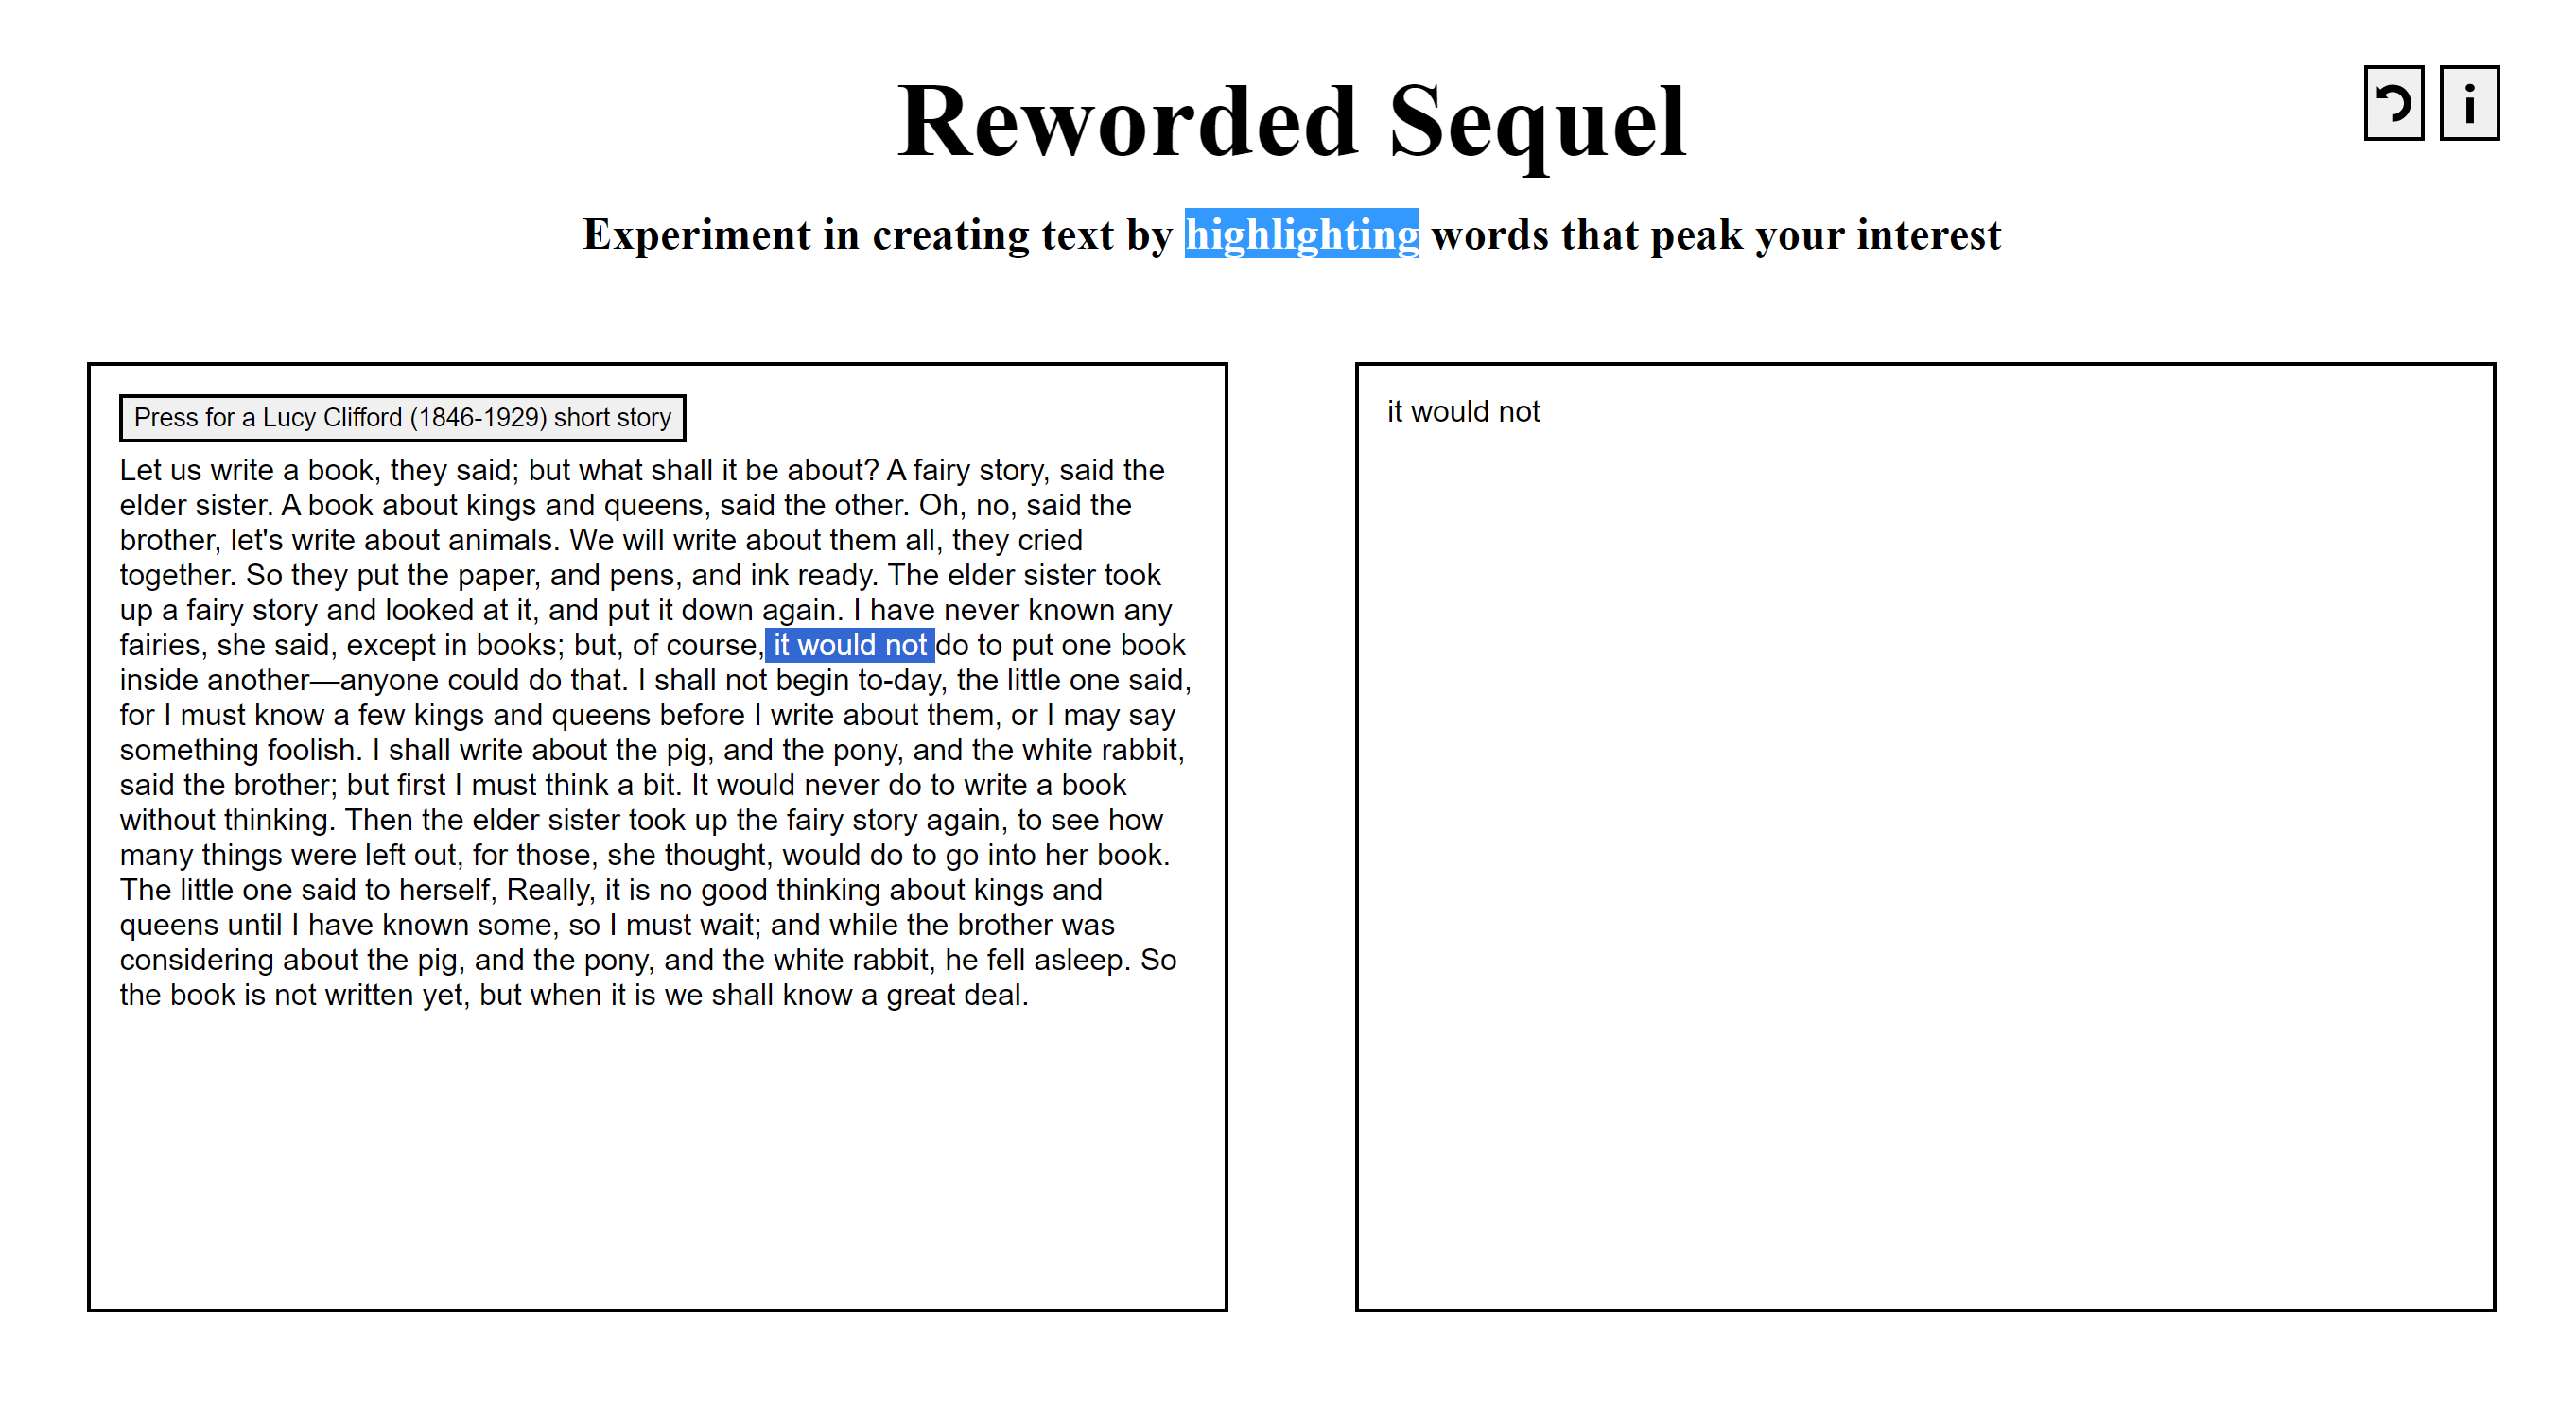 Reworded Sequel
i
Experiment in creating text by highlighting words that peak your interest
Press for a Lucy Clifford (1846-1929) short story
Let us write a book, they said; but what shall it be about? A fairy story, said the
elder sister. A book about kings and queens, said the other. Oh, no, said the
brother, let's write about animals. We will write about them all, they cried
together. So they put the paper, and pens, and ink ready. The elder sister took
up a fairy story and looked at it, and put it down again. I have never known any
fairies, she said, except in books; but, of course, it would not do to put one book
inside another—anyone could do that. I shall not begin to-day, the little one said,
for I must know a few kings and queens before I write about them, or I may say
something foolish. I shall write about the pig, and the pony, and the white rabbit,
said the brother; but first I must think a bit. It would never do to write a book
without thinking. Then the elder sister took up the fairy story again, to see how
many things were left out, for those, she thought, would do to go into her book.
The little one said to herself, Really, it is no good thinking about kings and
queens until I have known some, so I must wait; and while the brother was
considering about the pig, and the pony, and the white rabbit, he fell asleep. So
the book is not written yet, but when it is we shall know a great deal.
it would not